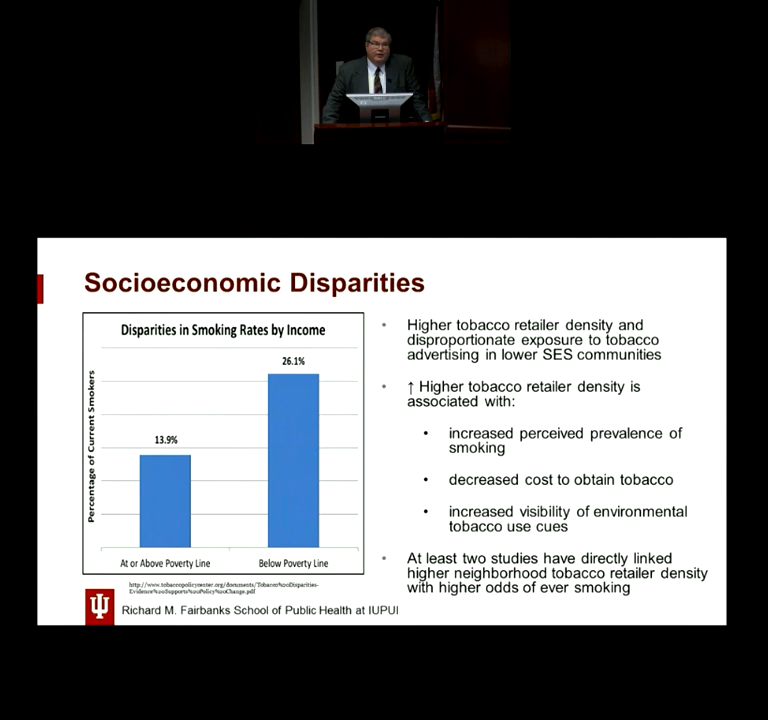 Socioeconomic Disparities
Disparities in Smoking Rates by Income
Percentage of Current Smokers
13.9%
26.1%
At or Above Poverty Line
Below Poverty Line
http://www.tobaccopolicycenter.org/documents/Tobacco%20Disparities-
Evidence%20Supports%20Policy%20Change.pdf
Richard M. Fairbanks School of Public Health at IUPUI
• Higher tobacco retailer density and
disproportionate exposure to tobacco
advertising in lower SES communities
• ↑ Higher tobacco retailer density is
associated with:
• increased perceived prevalence of
smoking
• decreased cost to obtain tobacco
• increased visibility of environmental
tobacco use cues
• At least two studies have directly linked
higher neighborhood tobacco retailer density
with higher odds of ever smoking